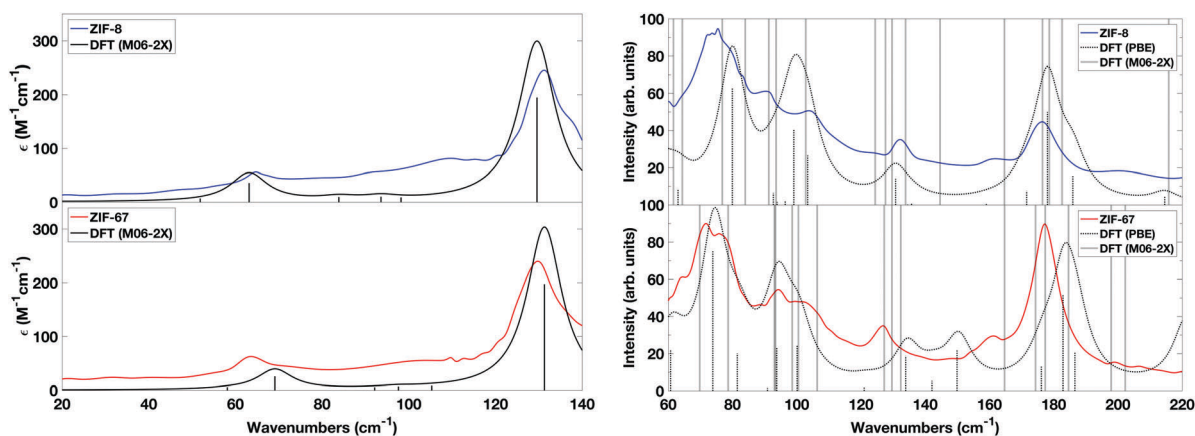 ZIF-8
DFT (M06-2X)
300
200
100
0
ϵ (M⁻¹cm⁻¹)
ZIF-67
DFT (M06-2X)
300
200
100
0
ϵ (M⁻¹cm⁻¹)
20 40 60 80 100 120 140
Wavenumbers (cm⁻¹)
ZIF-8
DFT (PBE)
DFT (M06-2X)
100
80
60
40
20
Intensity (arb. units)
ZIF-67
DFT (PBE)
DFT (M06-2X)
100
80
60
40
20
0
Intensity (arb. units)
60 80 100 120 140 160 180 200 220
Wavenumbers (cm⁻¹)